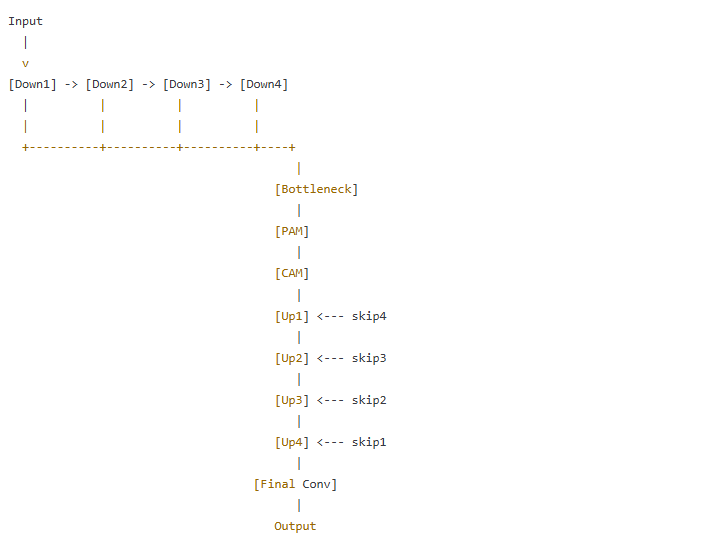 Input
  |
  v
[Down1] -> [Down2] -> [Down3] -> [Down4]
  |          |          |          |
  |          |          |          |
  +----------+----------+----------+----+
                                         |
                                      [Bottleneck]
                                         |
                                      [PAM]
                                         |
                                      [CAM]
                                         |
                                      [Up1] <--- skip4
                                         |
                                      [Up2] <--- skip3
                                         |
                                      [Up3] <--- skip2
                                         |
                                      [Up4] <--- skip1
                                         |
                                   [Final Conv]
                                         |
                                      Output